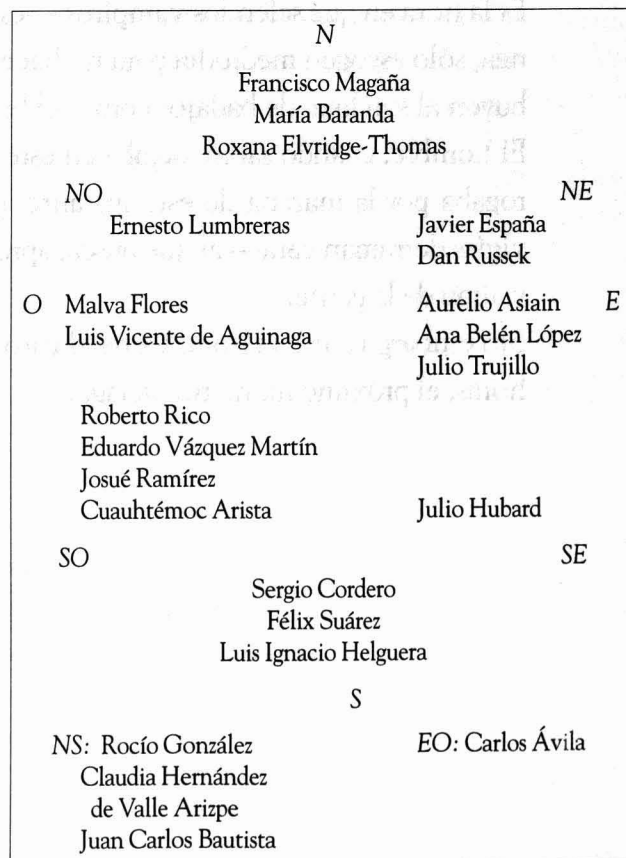 N
Francisco Magaña
María Baranda
Roxana Elvridge-Thomas
NO NE
Ernesto Lumbreras Javier España
Dan Russek
O Malva Flores Aurelio Asiain E
Luis Vicente de Aguinaga Ana Belén López
Julio Trujillo
Roberto Rico
Eduardo Vázquez Martín
Josué Ramírez
Cuauhtémoc Arista Julio Hubard
SO SE
Sergio Cordero
Félix Suárez
Luis Ignacio Helguera
S
NS: Rocío González EO: Carlos Ávila
Claudia Hernández
de Valle Arizpe
Juan Carlos Bautista